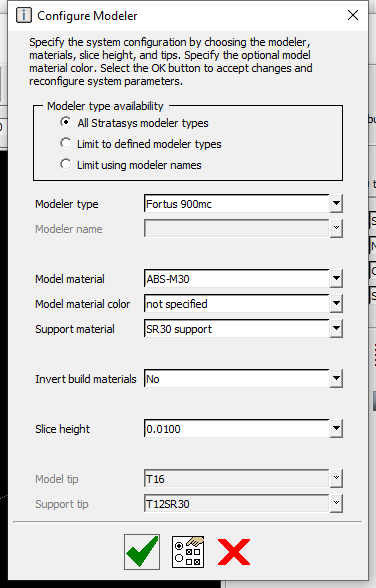 Configure Modeler
Specify the system configuration by choosing the modeler,
materials, slice height, and tips. Specify the optional model
material color. Select the OK button to accept changes and
reconfigure system parameters.
Modeler type availability
All Stratasys modeler types
Limit to defined modeler types
Limit using modeler names
Modeler type Fortus 900mc
Modeler name
Model material ABS-M30
Model material color not specified
Support material SR30 support
Invert build materials No
Slice height 0.0100
Model tip T16
Support tip T12SR30